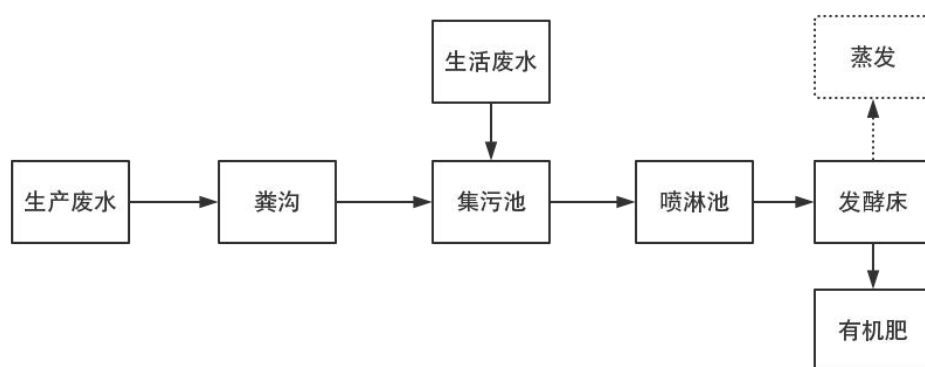 生活废水
蒸发
生产废水
粪沟
集污池
喷淋池
发酵床
有机肥